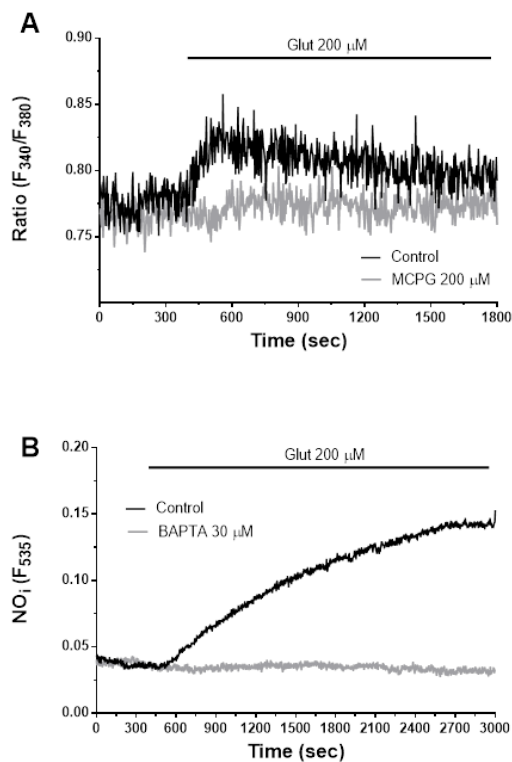 A
0.90
Glut 200 μM
0.85
0.80
0.75
Ratio (F340/F380)
Control
MCPG 200 μM
0 300 600 900 1200 1500 1800
Time (sec)
B
0.20
Glut 200 μM
Control
BAPTA 30 μM
0.15
0.10
0.05
0.00
NOi (F535)
0 300 600 900 1200 1500 1800 2100 2400 2700 3000
Time (sec)